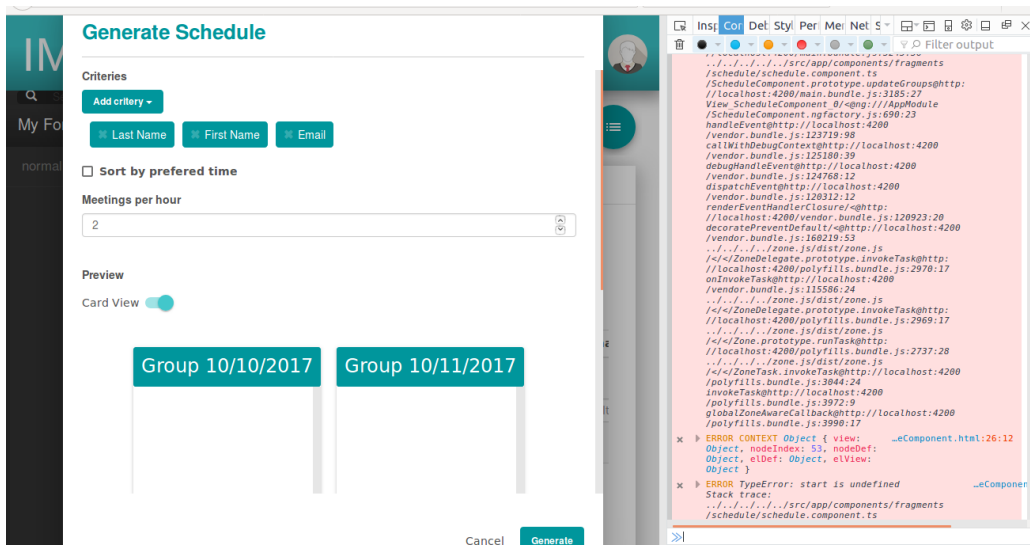 IM
Generate Schedule
Criteries
Add critery
Last Name
First Name
Email
My Fo
normal
Sort by prefered time
Meetings per hour
2
Preview
Card View
Group 10/10/2017
Group 10/11/2017
Cancel
Generate
Insp Cor Det Styl Per Mer Net S
Filter output
../../../../../src/app/components/fragments
/schedule/schedule.component.ts
/ScheduleComponent.prototype.updateGroups@http:
//localhost:4200/main.bundle.js:3185:27
View_ScheduleComponent_0/<@ng:///AppModule
/ScheduleComponent.ngfactory.js:690:23
handleEvent@http://localhost:4200
/vendor.bundle.js:123719:98
callWithDebugContext@http://localhost:4200
/vendor.bundle.js:125180:39
debugHandleEvent@http://localhost:4200
/vendor.bundle.js:124768:12
dispatchEvent@http://localhost:4200
/vendor.bundle.js:120312:12
renderEventHandlerClosure/<@http:
//localhost:4200/vendor.bundle.js:120923:20
decoratePreventDefault/<@http://localhost:4200
/vendor.bundle.js:160219:53
../../../../zone.js/dist/zone.js
/</</ZoneDelegate.prototype.invokeTask@http:
//localhost:4200/polyfills.bundle.js:2970:17
onInvokeTask@http://localhost:4200
/vendor.bundle.js:115586:24
../../../../zone.js/dist/zone.js
/</</ZoneDelegate.prototype.invokeTask@http:
//localhost:4200/polyfills.bundle.js:2969:17
../../../../zone.js/dist/zone.js
/</</Zone.prototype.runTask@http:
//localhost:4200/polyfills.bundle.js:2737:28
../../../../zone.js/dist/zone.js
/</</ZoneTask.invokeTask@http://localhost:4200
/polyfills.bundle.js:3044:24
invokeTask@http://localhost:4200
/polyfills.bundle.js:3972:9
globalZoneAwareCallback@http://localhost:4200
/polyfills.bundle.js:3990:17
ERROR CONTEXT Object { view: …eComponent.html:26:12
Object, nodeIndex: 53, nodeDef:
Object, elDef: Object, elView:
Object }
ERROR TypeError: start is undefined …eComponen
Stack trace:
../../../../../src/app/components/fragments
/schedule/schedule.component.ts